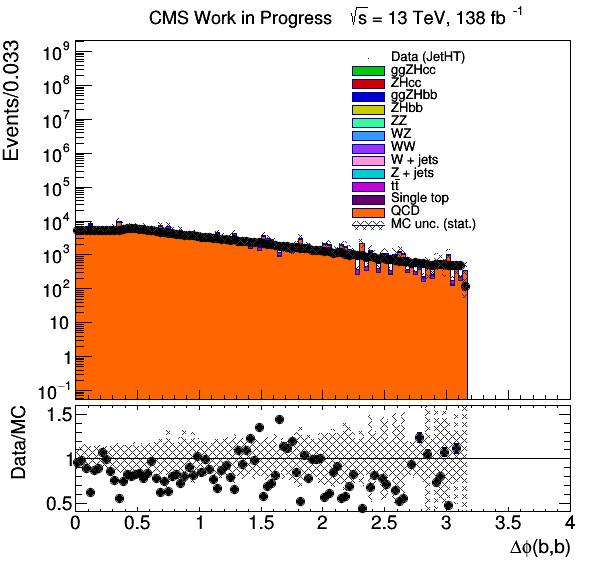 CMS Work in Progress √s = 13 TeV, 138 fb⁻¹
Events/0.033
10⁹
10⁸
10⁷
10⁶
10⁵
10⁴
10³
10²
10
1
10⁻¹
Data (JetHT)
ggZHcc
ZHcc
ggZHbb
ZHbb
ZZ
WZ
WW
W + jets
Z + jets
tt̄
Single top
QCD
MC unc. (stat.)
Data/MC
1.5
1
0.5
0 0.5 1 1.5 2 2.5 3 3.5 4
Δϕ(b,b)